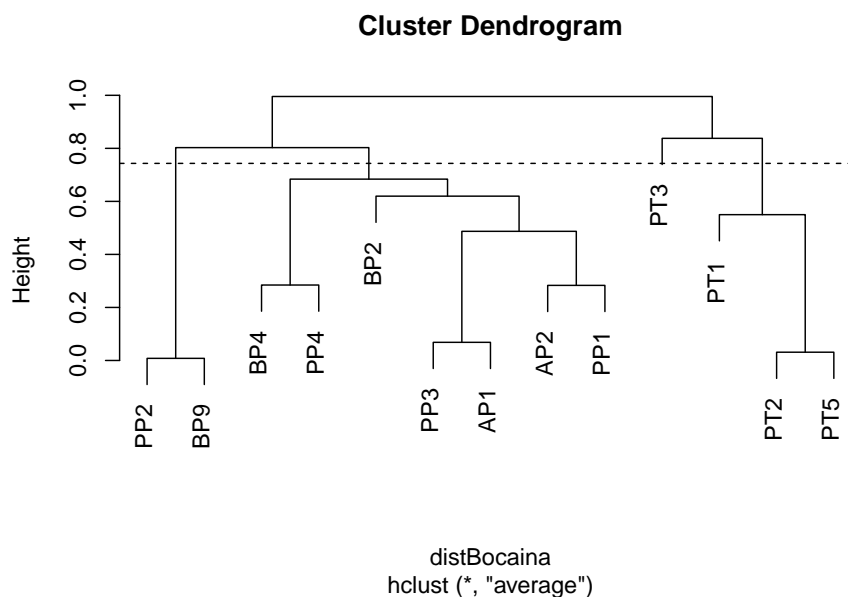 Cluster Dendrogram
Height
1.0
0.8
0.6
0.4
0.2
0.0
PP2
BP9
BP4
PP4
BP2
PP3
AP1
AP2
PP1
PT3
PT1
PT2
PT5
distBocaina
hclust (*, "average")